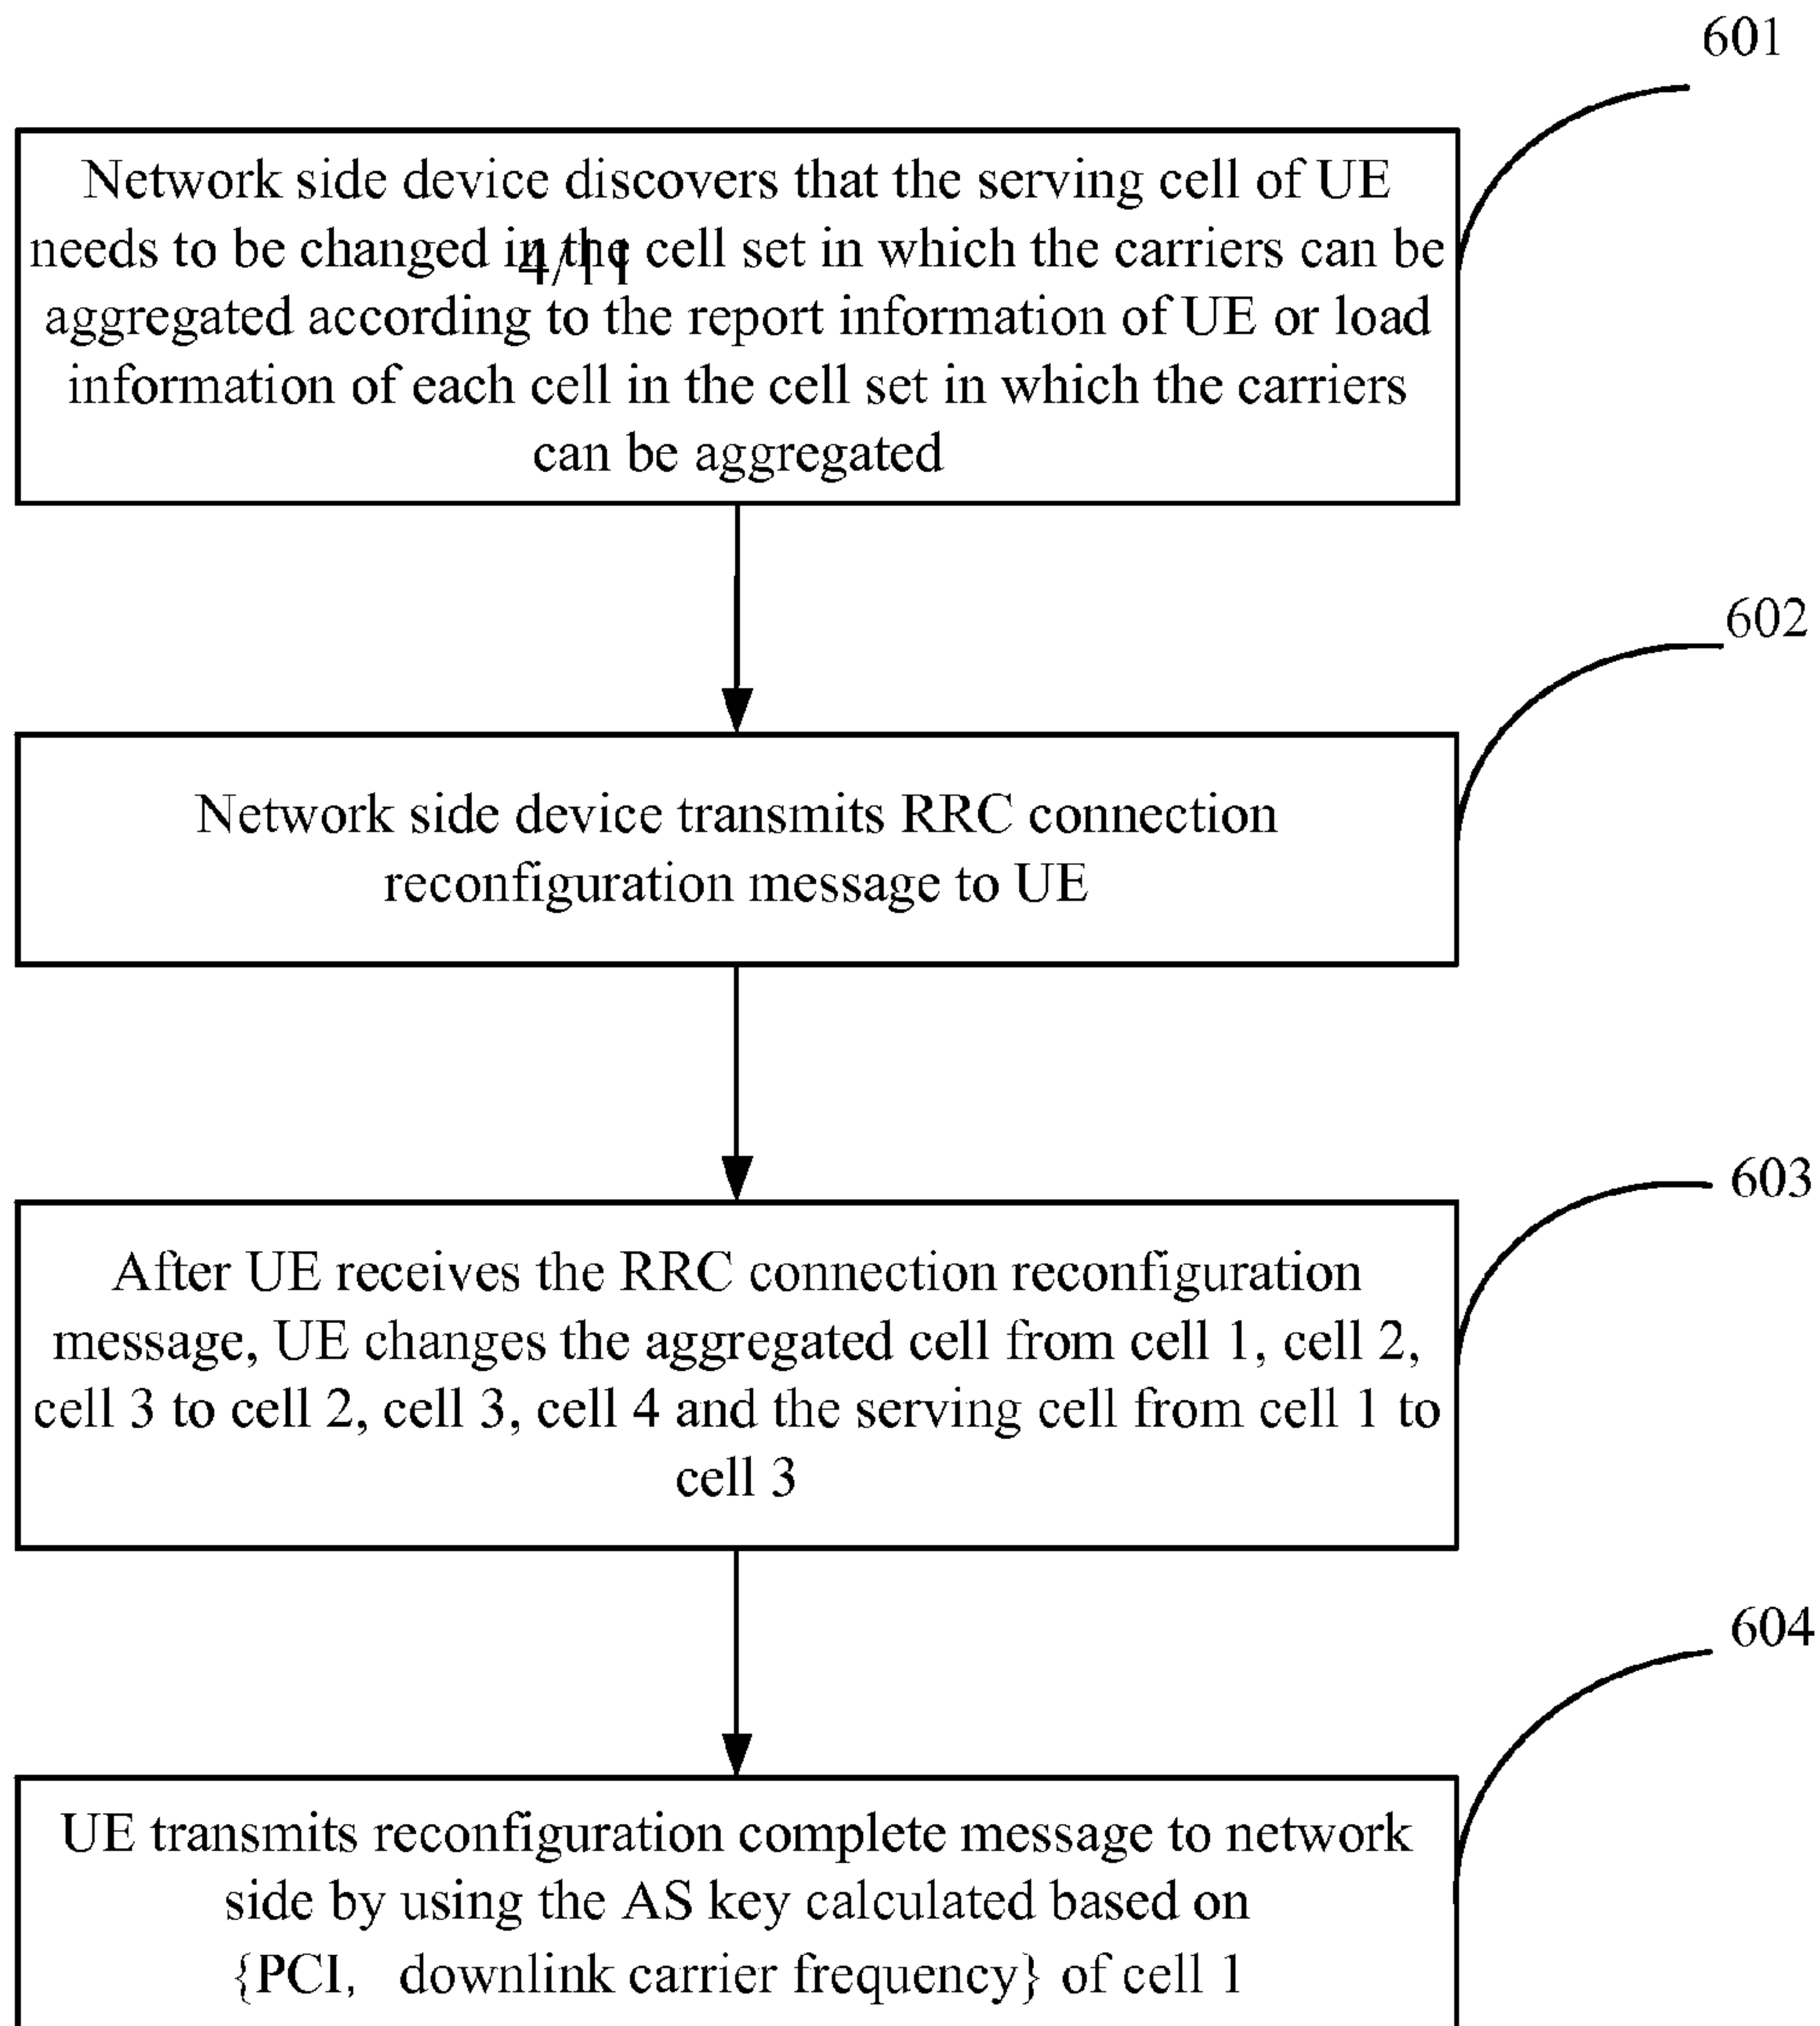 601
Network side device discovers that the serving cell of UE
needs to be changed in the cell set in which the carriers can be
4/11
aggregated according to the report information of UE or load
information of each cell in the cell set in which the carriers
can be aggregated
602
Network side device transmits RRC connection
reconfiguration message to UE
603
After UE receives the RRC connection reconfiguration
message, UE changes the aggregated cell from cell 1, cell 2,
cell 3 to cell 2, cell 3, cell 4 and the serving cell from cell 1 to
cell 3
604
UE transmits reconfiguration complete message to network
side by using the AS key calculated based on
{PCI, downlink carrier frequency} of cell 1